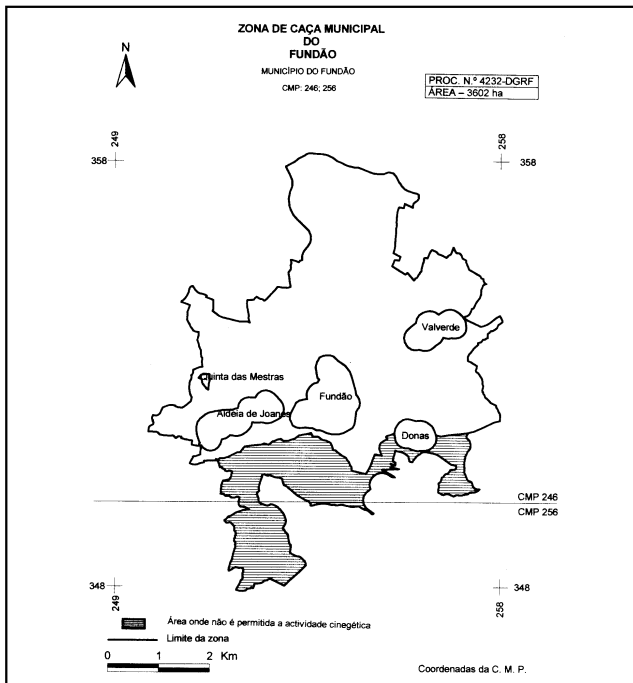 ZONA DE CAÇA MUNICIPAL
DO
FUNDÃO
MUNICÍPIO DO FUNDÃO
CMP: 246; 256
N
PROC. N.º 4232-DGRF
ÁREA – 3602 ha
249
258
358
358
Valverde
Quinta das Mestras
Fundão
Aldeia de Joanes
Donas
CMP 246
CMP 256
348
348
249
258
Área onde não é permitida a actividade cinegética
Limite da zona
0 1 2 Km
Coordenadas da C. M. P.